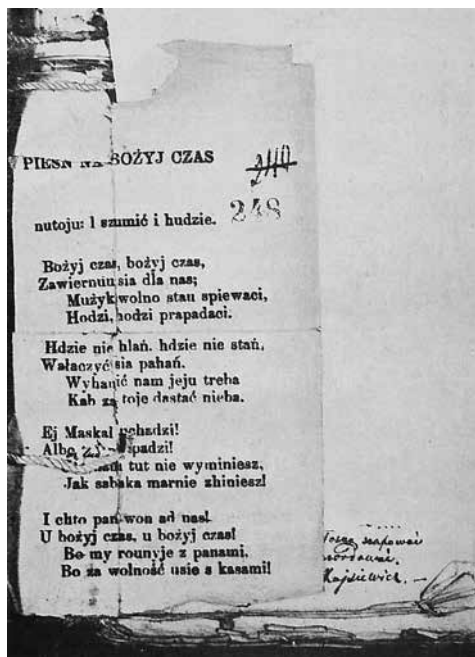 PIEŚŃ NA BOŻYJ CZAS
248
nutoju: I szumić i hudzie.
Bożyj czas, bożyj czas,
Zawiernuusia dla nas;
Mużyk wolno stau spiewaci,
Hodzi, hodzi prapadaci.
Hdzie nie hlań, hdzie nie stań,
Wałaczyć sia pahań.
Wyhanić nam jeju treba
Kab za toje dastać nieba.
Ej Maskal uchadzi!
Albo
tut nie wyminiesz,
Jak sabaka marnie zhiniesz!
I chto pan won ad nas!
U bożyj czas, u bożyj czas!
Bo my rounyje z panami,
Bo za wolność usie s kasami!
Kajsiewicz. —